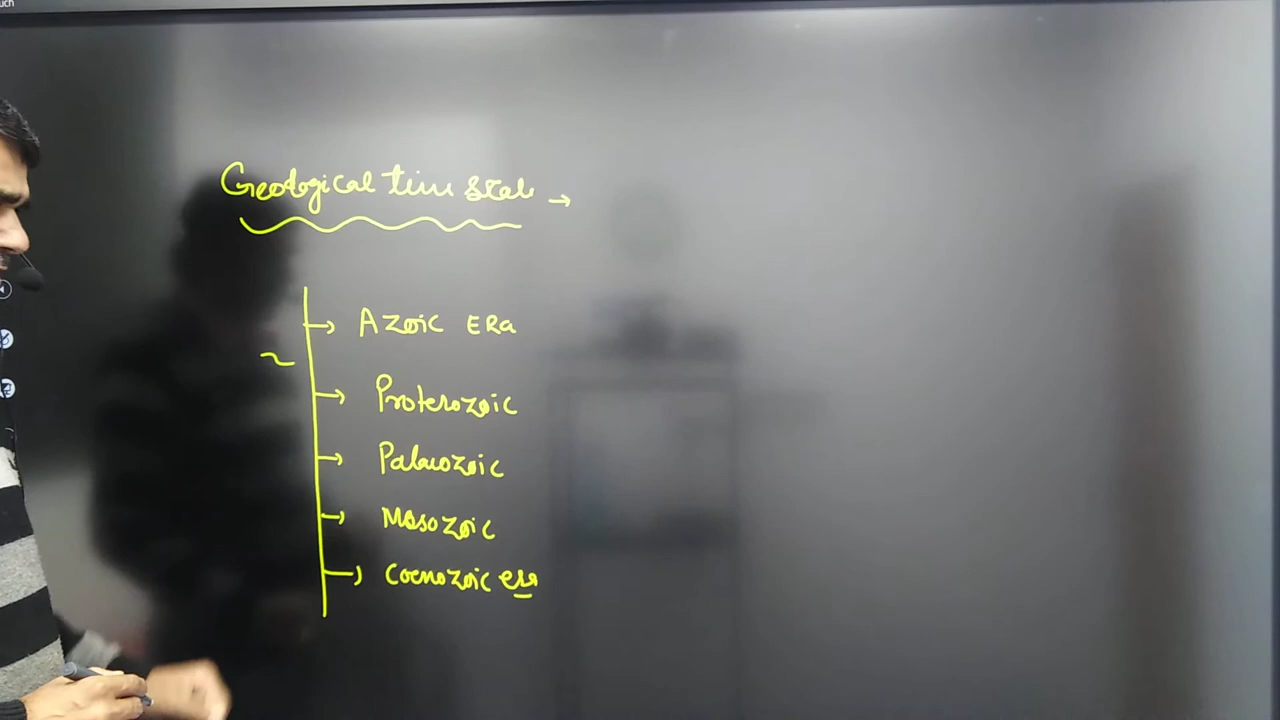 Geological time scale →
Azoic ERa
Proterozoic
Palaeozoic
Mesozoic
Coenozoic era